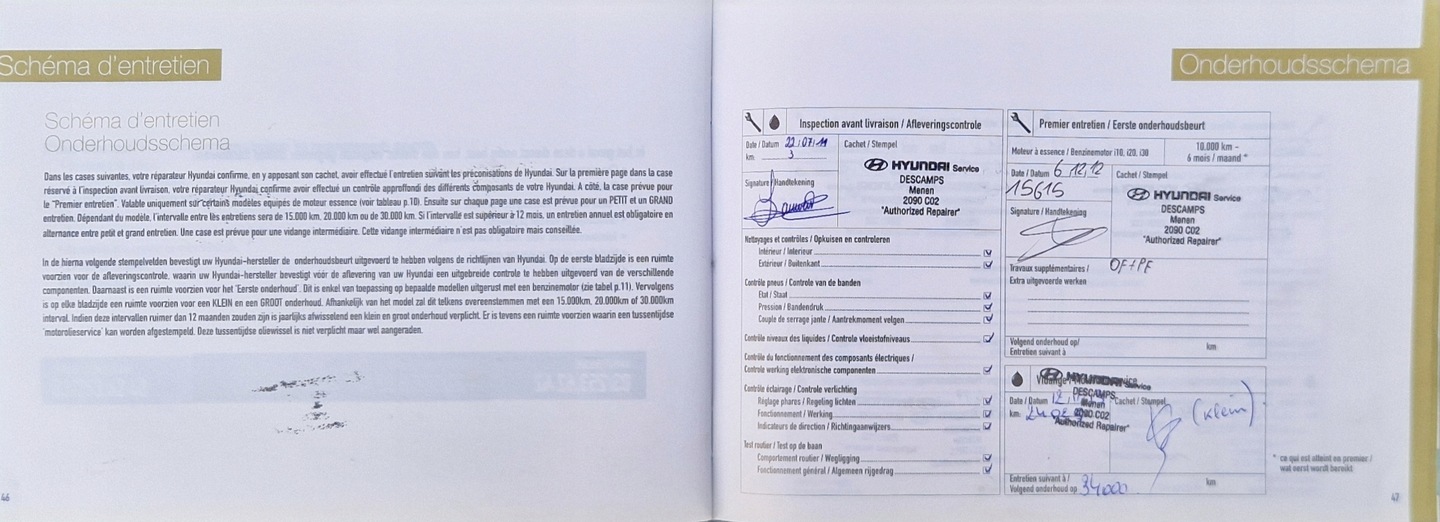 Schéma d'entretien
Schéma d'entretien
Onderhoudsschema
Dans les cases suivantes, votre réparateur Hyundai confirme, en y apposant son cachet, avoir effectué l'entretien suivant les préconisations de Hyundai. Sur la première page dans la case
réservé à l'inspection avant livraison, votre réparateur Hyundai confirme avoir effectué un contrôle approfondi des différents composants de votre Hyundai. A côté, la case prévue pour
le "Premier entretien". Valable uniquement sur certains modèles equipés de moteur essence (voir tableau p.10). Ensuite sur chaque page une case est prévue pour un PETIT et un GRAND
entretien. Dépendant du modèle, l'intervalle entre les entretiens sera de 15.000 km, 20.000 km ou de 30.000 km. Si l'intervalle est supérieur à 12 mois, un entretien annuel est obligatoire en
alternance entre petit et grand entretien. Une case est prévue pour une vidange intermédiaire. Cette vidange intermédiaire n'est pas obligatoire mais conseillée.
In de hierna volgende stempelvelden bevestigt uw Hyundai-hersteller de onderhoudsbeurt uitgevoerd te hebben volgens de richtlijnen van Hyundai. Op de eerste bladzijde is een ruimte
voorzien voor de afleveringscontrole, waarin uw Hyundai-hersteller bevestigt vóór de aflevering van uw Hyundai een uitgebreide controle te hebben uitgevoerd van de verschillende
componenten. Daarnaast is een ruimte voorzien voor het "Eerste onderhoud". Dit is enkel van toepassing op bepaalde modellen uitgerust met een benzinemotor (zie tabel p.11). Vervolgens
is op elke bladzijde een ruimte voorzien voor een KLEIN en een GROOT onderhoud. Afhankelijk van het model zal dit telkens overeenstemmen met een 15.000km, 20.000km of 30.000km
interval. Indien deze intervallen ruimer dan 12 maanden zouden zijn is jaarlijks afwisselend een klein en groot onderhoud verplicht. Er is tevens een ruimte voorzien waarin een tussentijdse
"motorolieservice" kan worden afgestempeld. Deze tussentijdse oliewissel is niet verplicht maar wel aangeraden.
46
Onderhoudsschema
Inspection avant livraison / Afleveringscontrole
Date / Datum 22/07/11
km: 3
Cachet / Stempel
HYUNDAI Service
DESCAMPS
Menen
2090 C02
"Authorized Repairer"
Signature / Handtekening
Nettoyages et contrôles / Opkuisen en controleren
Intérieur / Interieur
Extérieur / Buitenkant
Contrôle pneus / Controle van de banden
Etat / Staat
Pression / Bandendruk
Couple de serrage jante / Aantrekmoment velgen
Contrôle niveaux des liquides / Controle vloeistofniveaus
Contrôle du fonctionnement des composants électriques /
Controle werking elektronische componenten
Contrôle éclairage / Controle verlichting
Réglage phares / Regeling lichten
Fonctionnement / Werking
Indicateurs de direction / Richtingaanwijzers
Test routier / Test op de baan
Comportement routier / Wegligging
Fonctionnement général / Algemeen rijgedrag
Premier entretien / Eerste onderhoudsbeurt
Moteur à essence / Benzinemotor i10, i20, i30
10.000 km -
6 mois / maand *
Date / Datum 6/12/12
15615
Cachet / Stempel
HYUNDAI Service
DESCAMPS
Menen
2090 C02
"Authorized Repairer"
Signature / Handtekening
Travaux supplémentaires / OF+PF
Extra uitgevoerde werken
Volgend onderhoud op/
Entretien suivant à
km
HYUNDAI Service
DESCAMPS
Menen
2090 C02
"Authorized Repairer"
Date / Datum
Cachet / Stempel
km:
(Klein)
Entretien suivant à /
Volgend onderhoud op 34000
km
* ce qui est atteint en premier /
wat eerst wordt bereikt
47